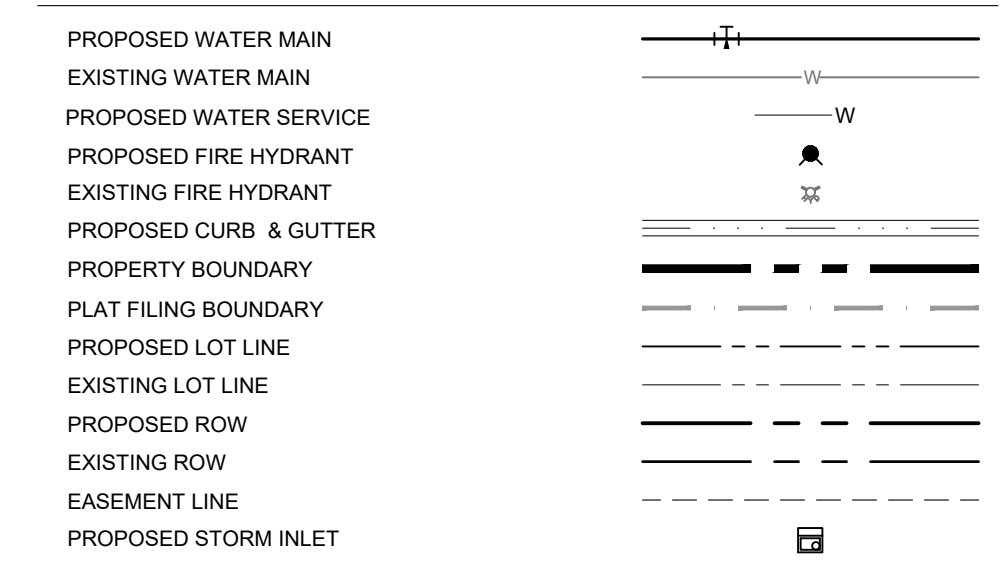 PROPOSED WATER MAIN
EXISTING WATER MAIN W
PROPOSED WATER SERVICE W
PROPOSED FIRE HYDRANT
EXISTING FIRE HYDRANT
PROPOSED CURB & GUTTER
PROPERTY BOUNDARY
PLAT FILING BOUNDARY
PROPOSED LOT LINE
EXISTING LOT LINE
PROPOSED ROW
EXISTING ROW
EASEMENT LINE
PROPOSED STORM INLET